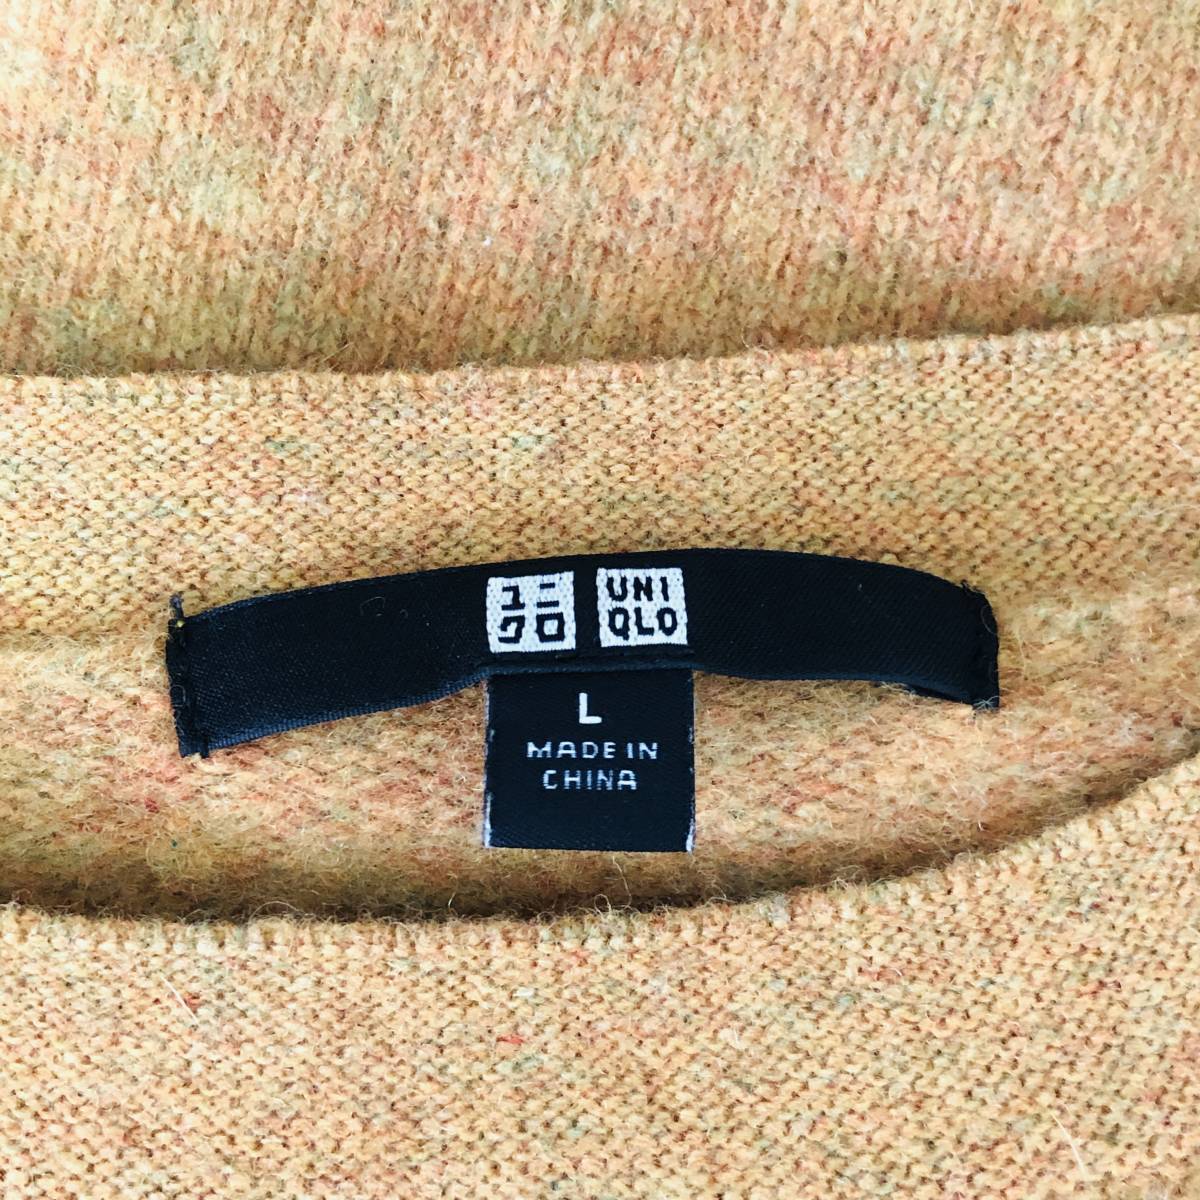 ユニ
クロ
UNI
QLO
L
MADE IN
CHINA